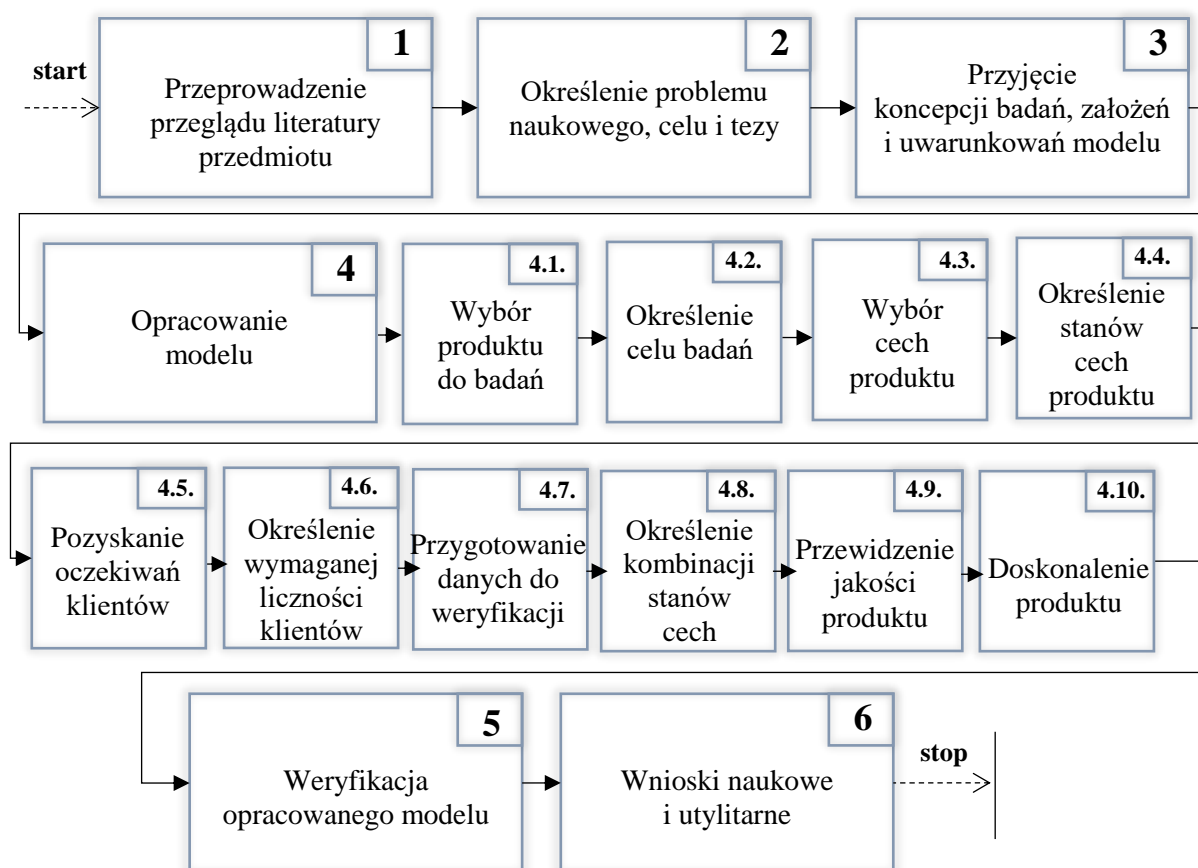 1
start
Przeprowadzenie
przeglądu literatury
przedmiotu
2
Określenie problemu
naukowego, celu i tezy
3
Przyjęcie
koncepcji badań, założeń
i uwarunkowań modelu
4
Opracowanie
modelu
4.1.
Wybór
produktu
do badań
4.2.
Określenie
celu badań
4.3.
Wybór
cech
produktu
4.4.
Określenie
stanów
cech
produktu
4.5.
Pozyskanie
oczekiwań
klientów
4.6.
Określenie
wymaganej
liczności
klientów
4.7.
Przygotowanie
danych do
weryfikacji
4.8.
Określenie
kombinacji
stanów
cech
4.9.
Przewidzenie
jakości
produktu
4.10.
Doskonalenie
produktu
5
Weryfikacja
opracowanego modelu
6
Wnioski naukowe
i utylitarne
stop